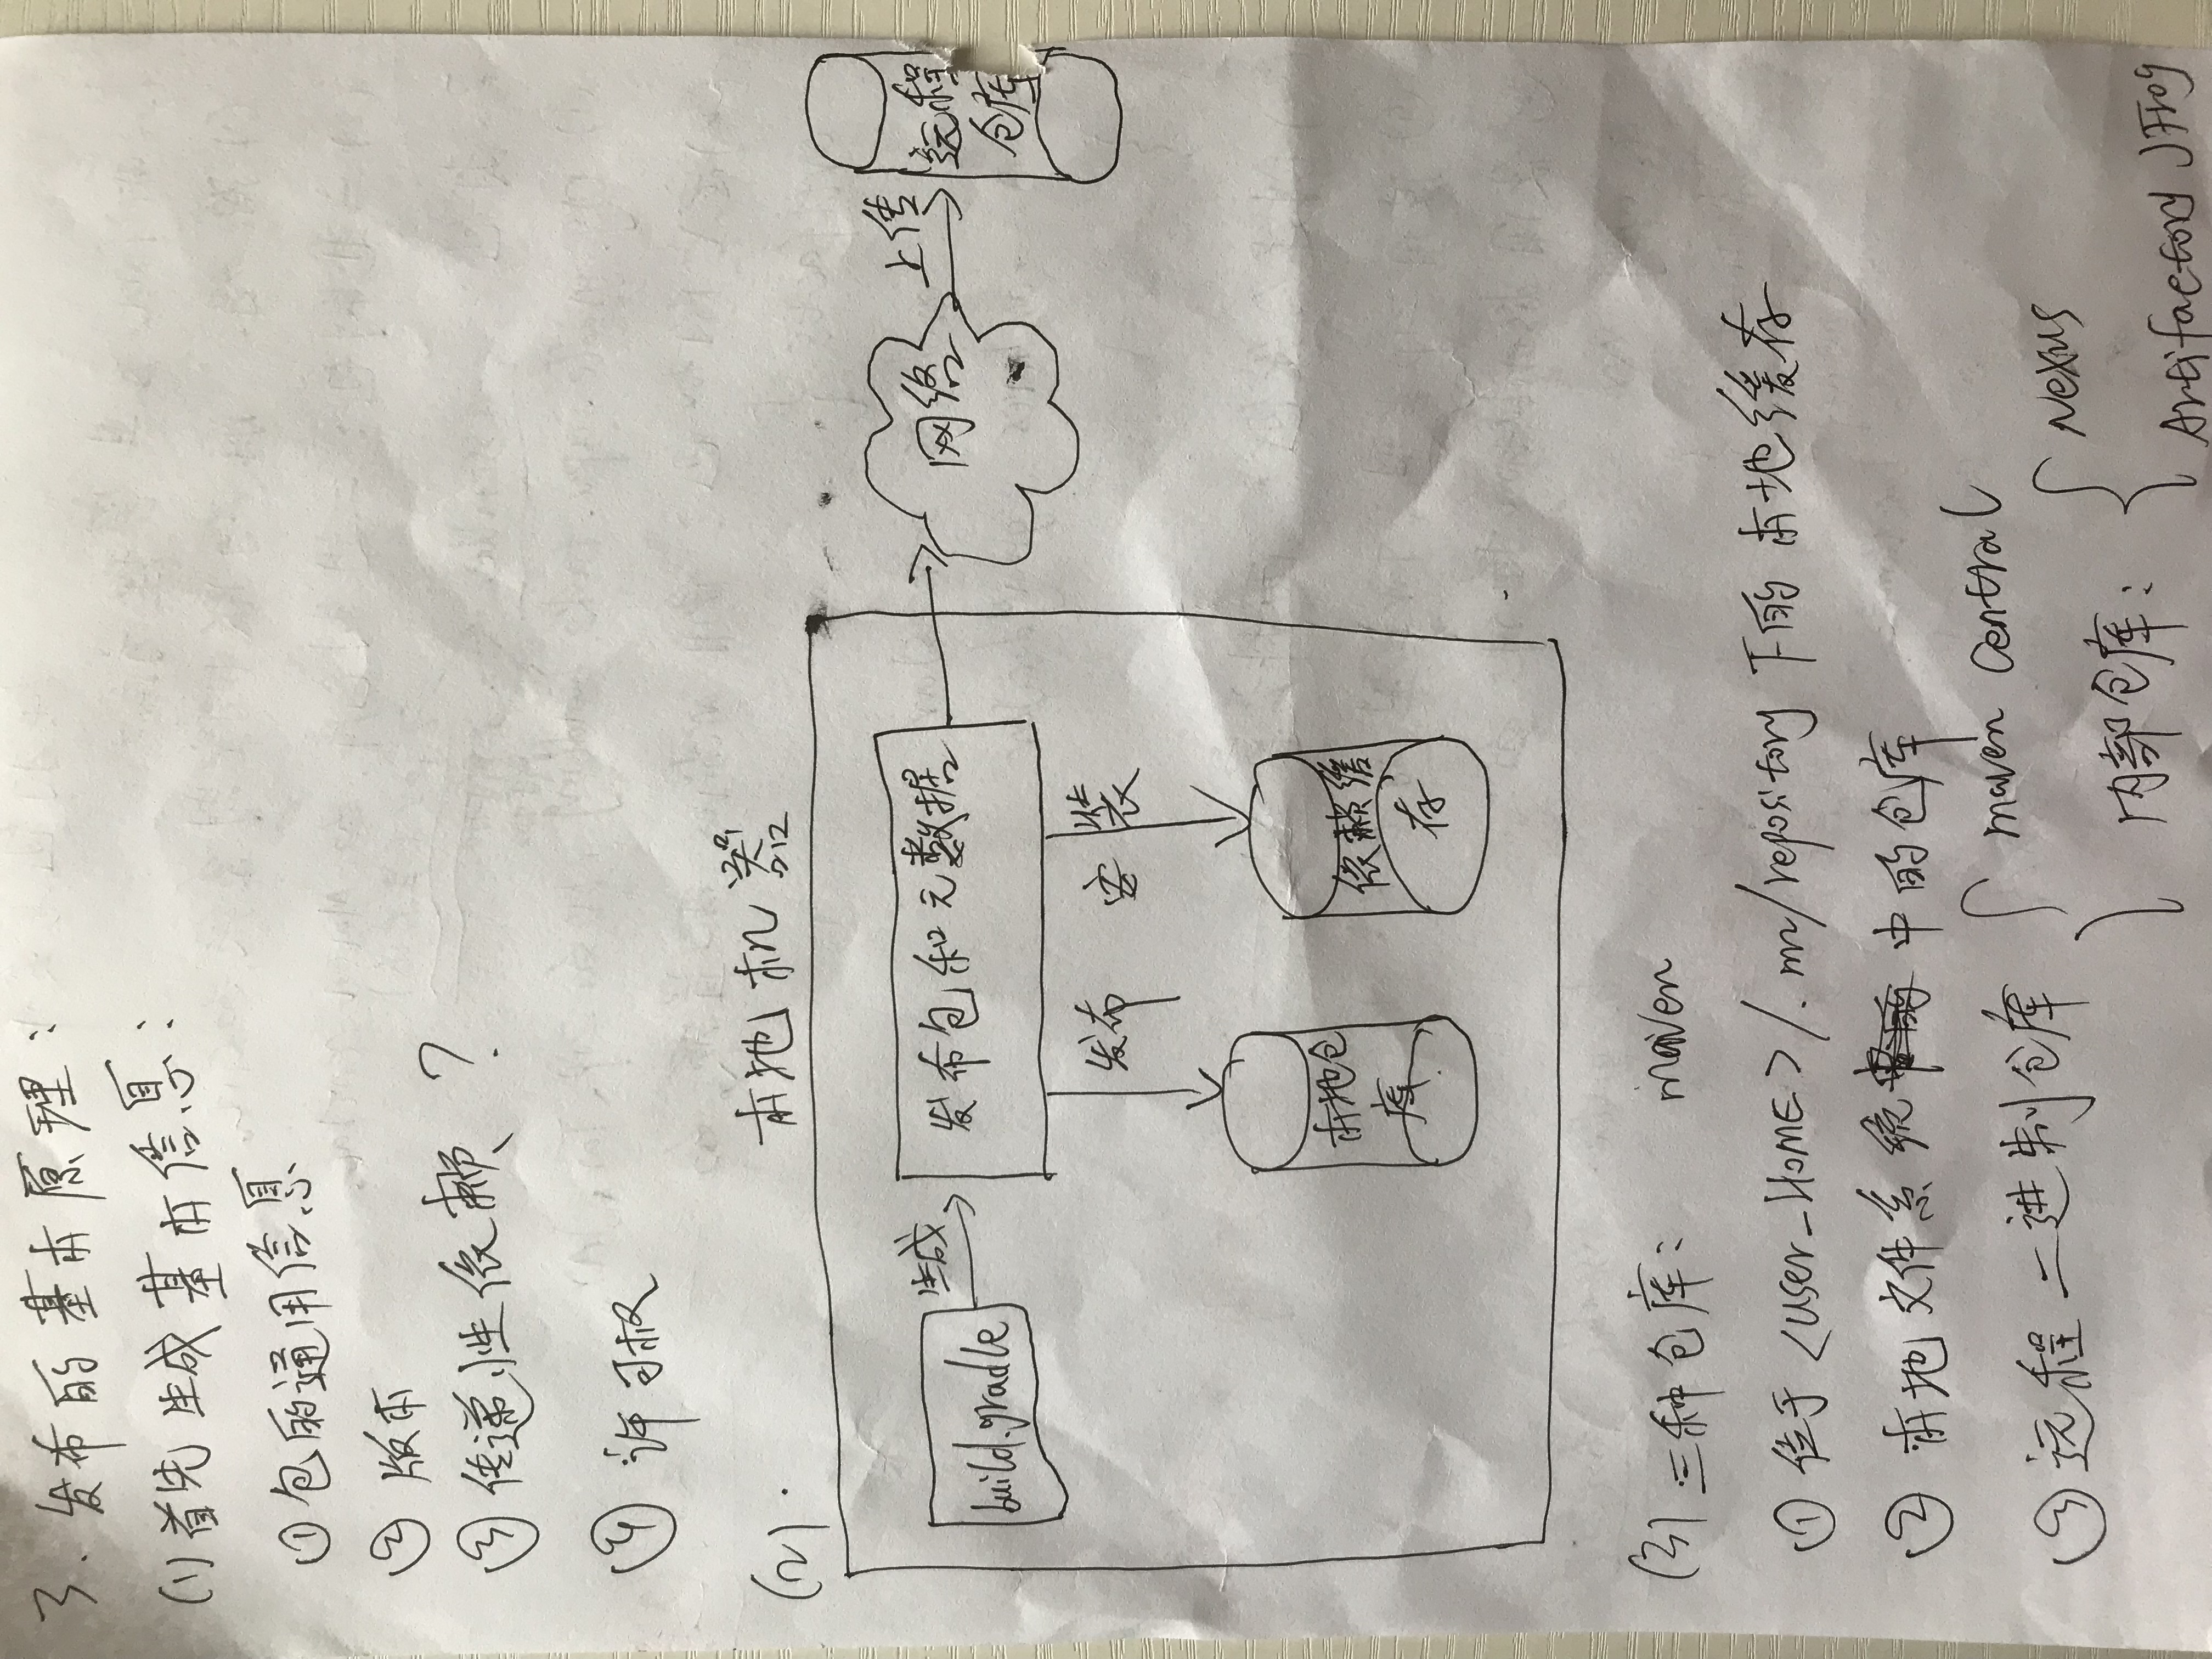 3. 发布的基本原理:
(1)首先生成基本信息:
①包的通用信息
② 版本
③传递性依赖 ?
④ 许可权
(2).
本地机器
build.gradle
生成
发布包和元数据
网络
上传
远程
仓库
发布
安装
本地仓
库
依赖缓
存
(3) 三种仓库: maven
① 位于 <user_HOME>/.m2/repository 下的本地缓存
② 本地文件系统中的仓库
③ 远程二进制仓库
maven central
内部仓库:
Nexus
Artifactory JFrog